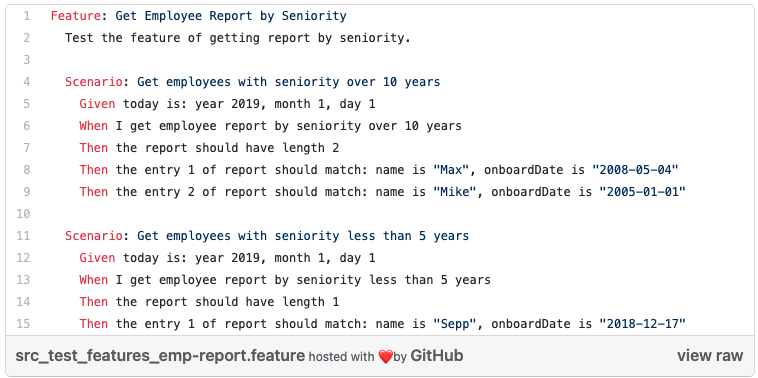 1 Feature: Get Employee Report by Seniority
2 Test the feature of getting report by seniority.
3
4 Scenario: Get employees with seniority over 10 years
5 Given today is: year 2019, month 1, day 1
6 When I get employee report by seniority over 10 years
7 Then the report should have length 2
8 Then the entry 1 of report should match: name is "Max", onboardDate is "2008-05-04"
9 Then the entry 2 of report should match: name is "Mike", onboardDate is "2005-01-01"
10
11 Scenario: Get employees with seniority less than 5 years
12 Given today is: year 2019, month 1, day 1
13 When I get employee report by seniority less than 5 years
14 Then the report should have length 1
15 Then the entry 1 of report should match: name is "Sepp", onboardDate is "2018-12-17"
src_test_features_emp-report.feature hosted with ❤️by GitHub view raw